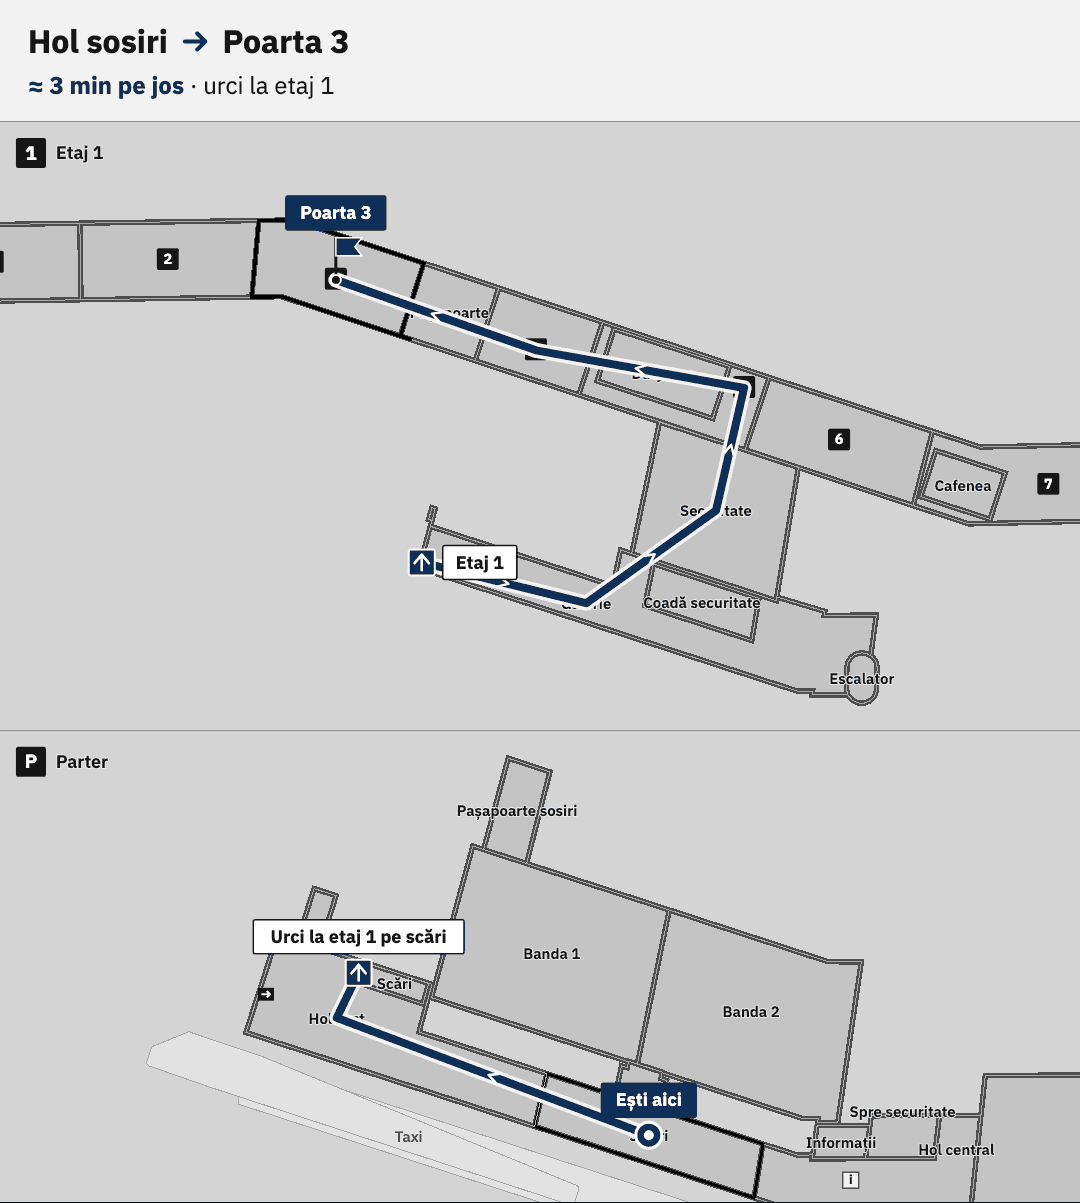 Hol sosiri → Poarta 3
≈ 3 min pe jos · urci la etaj 1
1 Etaj 1
Poarta 3
2
6
Cafenea
7
Etaj 1
Coadă securitate
Escalator
P Parter
Pașapoarte sosiri
Urci la etaj 1 pe scări
Banda 1
Scări
Banda 2
Ești aici
Spre securitate
Taxi
Informații
Hol central
i